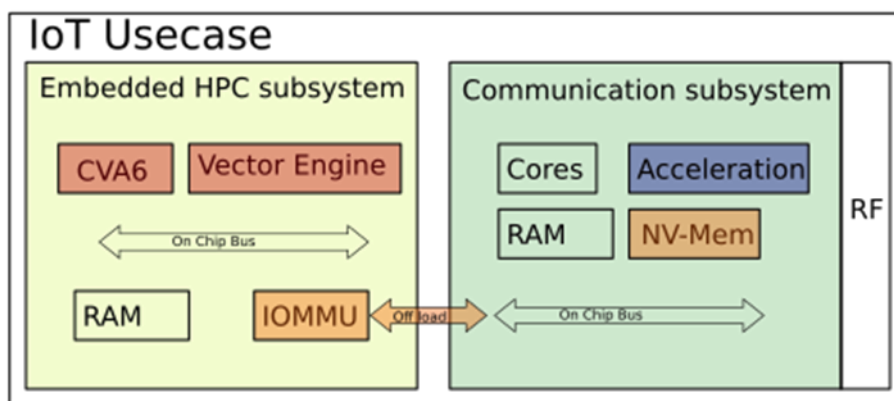 IoT Usecase
Embedded HPC subsystem
CVA6
Vector Engine
On Chip Bus
RAM
IOMMU
Off load
Communication subsystem
Cores
Acceleration
RAM
NV-Mem
On Chip Bus
RF